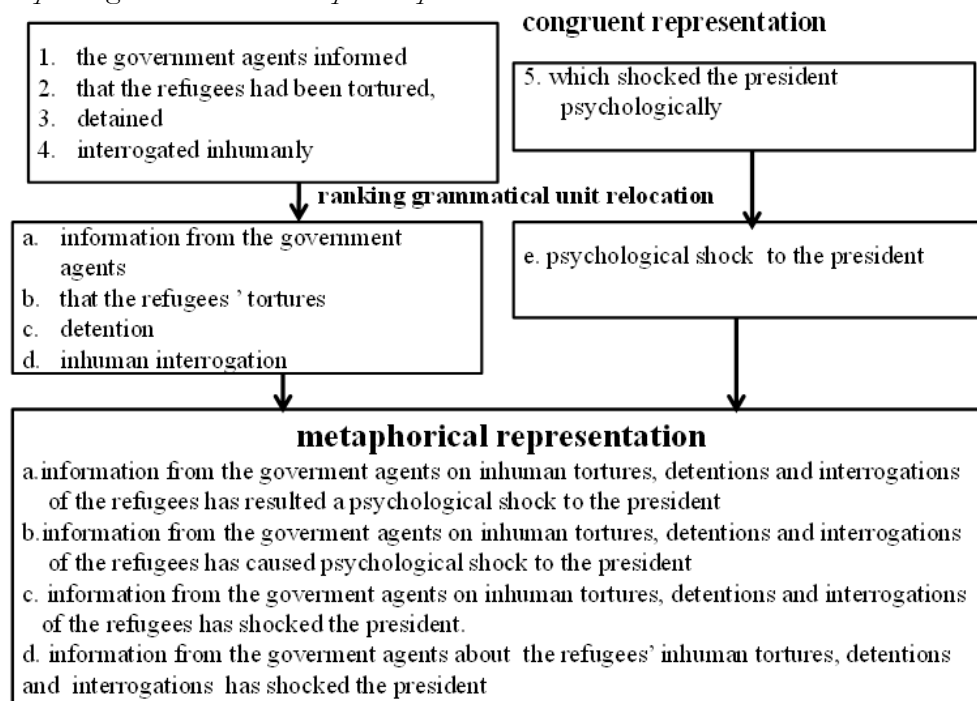 congruent representation
1. the government agents informed
2. that the refugees had been tortured,
3. detained
4. interrogated inhumanly
5. which shocked the president
psychologically
ranking grammatical unit relocation
a. information from the government
agents
b. that the refugees ’ tortures
c. detention
d. inhuman interrogation
e. psychological shock to the president
metaphorical representation
a.information from the goverment agents on inhuman tortures, detentions and interrogations
of the refugees has resulted a psychological shock to the president
b.information from the goverment agents on inhuman tortures, detentions and interrogations
of the refugees has caused psychological shock to the president
c. information from the goverment agents on inhuman tortures, detentions and interrogations
of the refugees has shocked the president.
d. information from the goverment agents about the refugees’ inhuman tortures, detentions
and interrogations has shocked the president